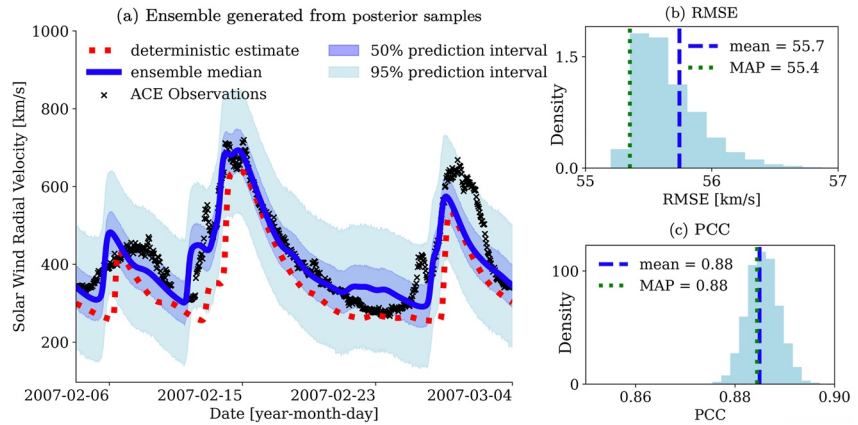 (a) Ensemble generated from posterior samples
1000
800
600
400
200
Solar Wind Radial Velocity [km/s]
deterministic estimate
ensemble median
ACE Observations
50% prediction interval
95% prediction interval
2007-02-06
2007-02-15
2007-02-23
2007-03-04
Date [year-month-day]
(b) RMSE
1.5
0.0
Density
mean = 55.7
MAP = 55.4
55
56
57
RMSE [km/s]
(c) PCC
100
0
Density
mean = 0.88
MAP = 0.88
0.86
0.88
0.90
PCC